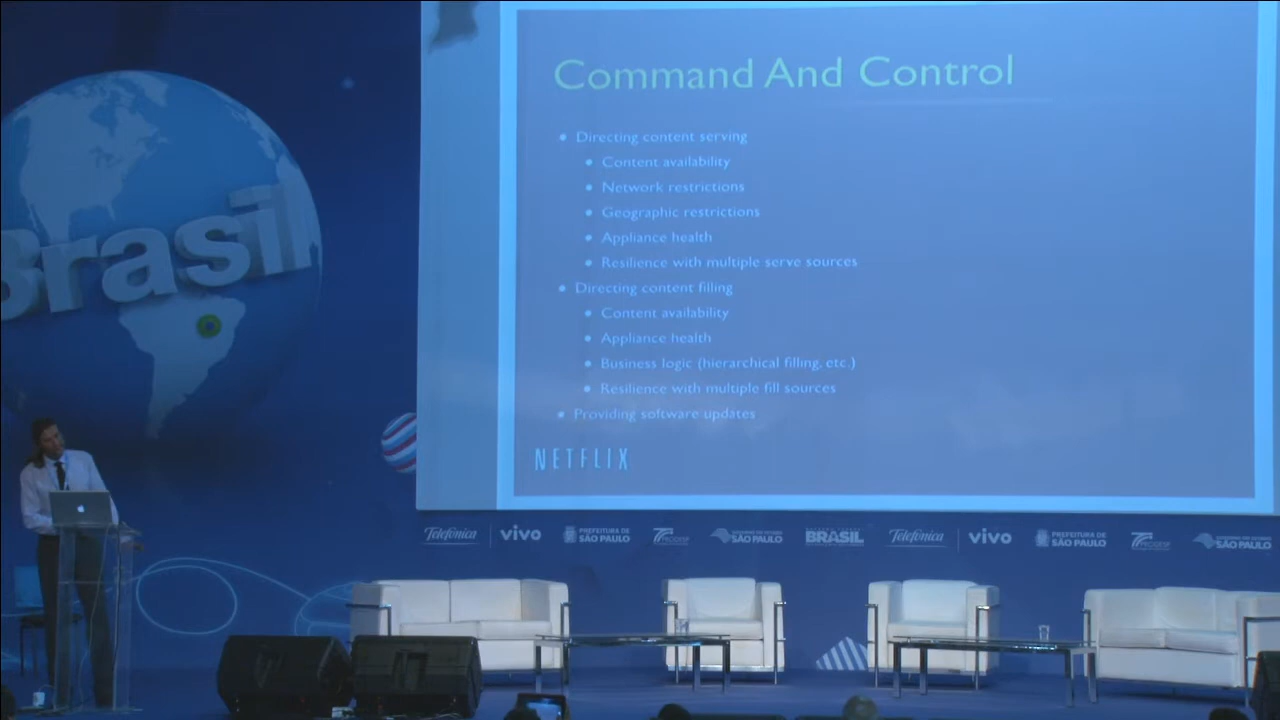 Command And Control
• Directing content serving
• Content availability
• Network restrictions
• Geographic restrictions
• Appliance health
• Resilience with multiple serve sources
• Directing content filling
• Content availability
• Appliance health
• Business logic (hierarchical filling, etc.)
• Resilience with multiple fill sources
• Providing software updates
NETFLIX
Brasil
Telefónica vivo PREFEITURA DE SÃO PAULO PRODESP SÃO PAULO BRASIL Telefónica vivo PREFEITURA DE SÃO PAULO PRODESP SÃO PAULO